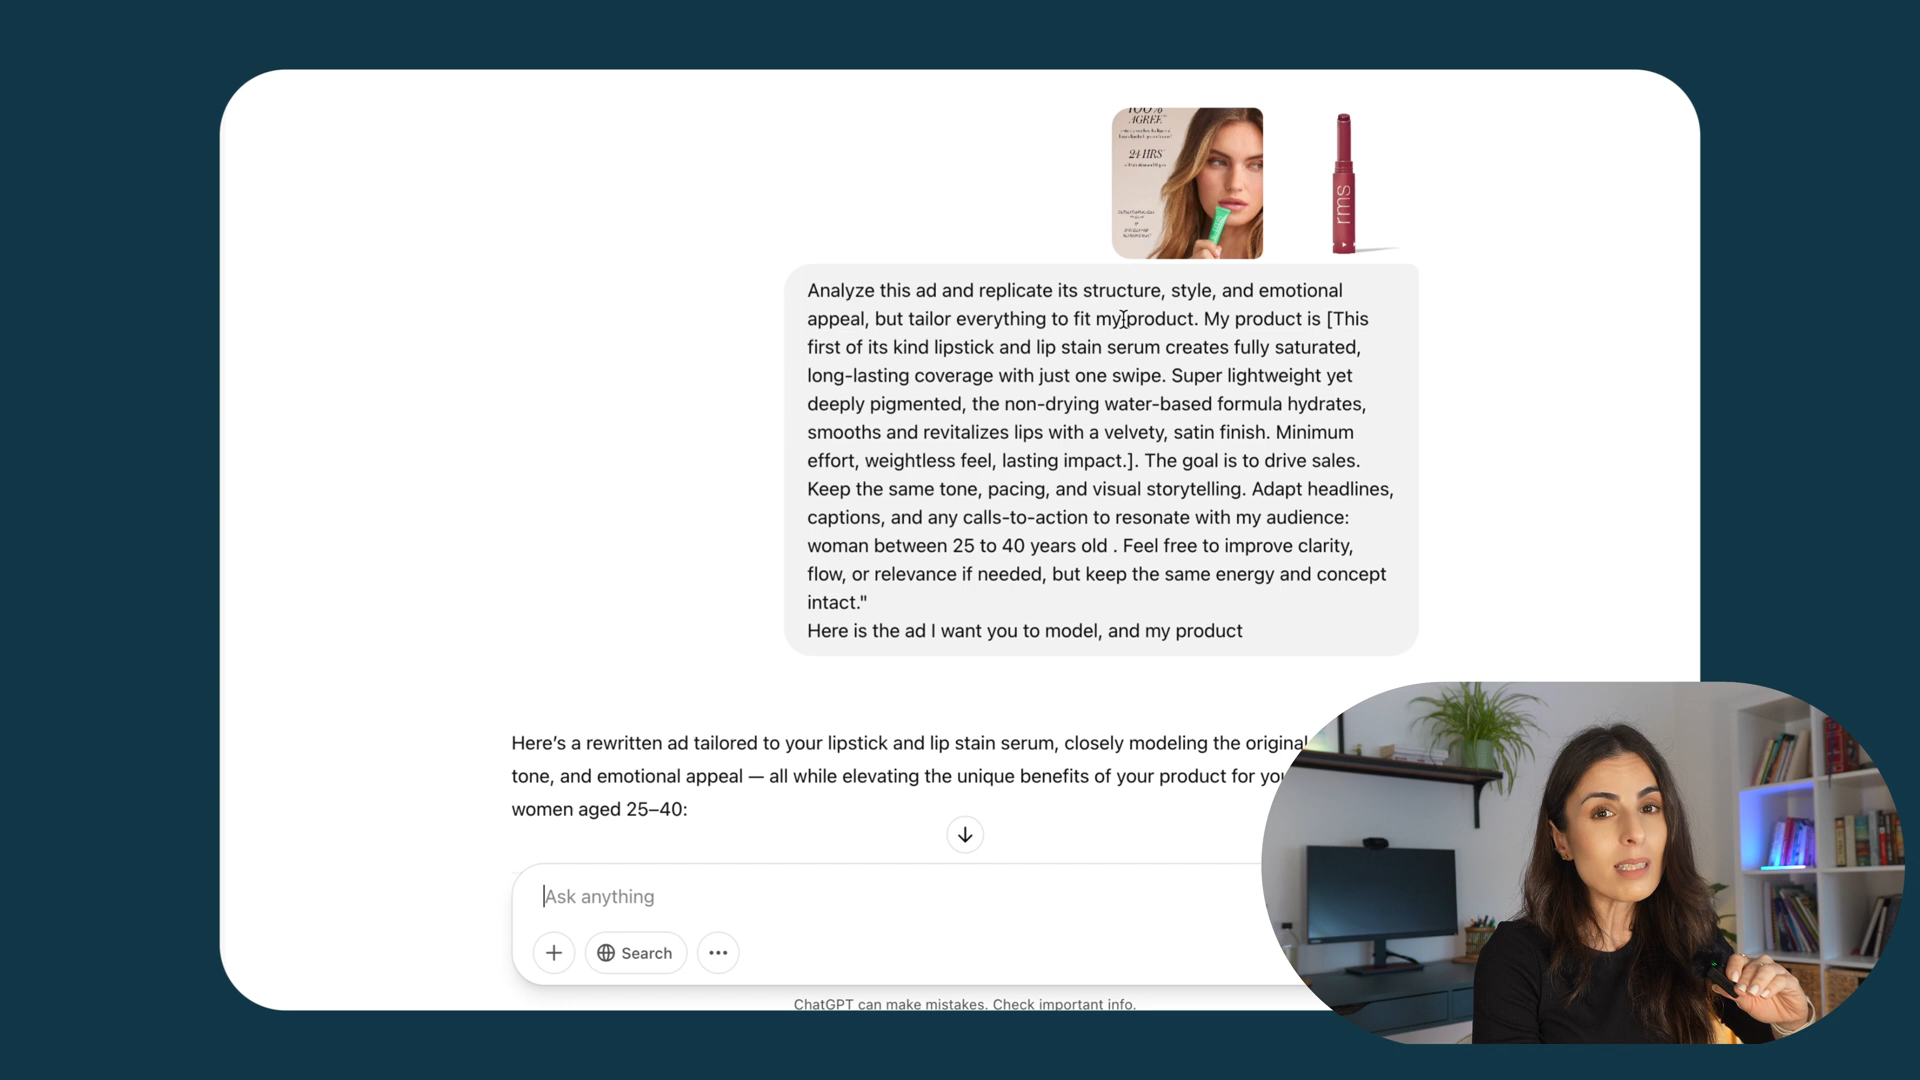 100%
AGREE*
24 HRS
rms
Analyze this ad and replicate its structure, style, and emotional
appeal, but tailor everything to fit my product. My product is [This
first of its kind lipstick and lip stain serum creates fully saturated,
long-lasting coverage with just one swipe. Super lightweight yet
deeply pigmented, the non-drying water-based formula hydrates,
smooths and revitalizes lips with a velvety, satin finish. Minimum
effort, weightless feel, lasting impact.]. The goal is to drive sales.
Keep the same tone, pacing, and visual storytelling. Adapt headlines,
captions, and any calls-to-action to resonate with my audience:
woman between 25 to 40 years old . Feel free to improve clarity,
flow, or relevance if needed, but keep the same energy and concept
intact."
Here is the ad I want you to model, and my product
Here’s a rewritten ad tailored to your lipstick and lip stain serum, closely modeling the original
tone, and emotional appeal — all while elevating the unique benefits of your product for you
women aged 25–40:
Ask anything
Search
ChatGPT can make mistakes. Check important info.